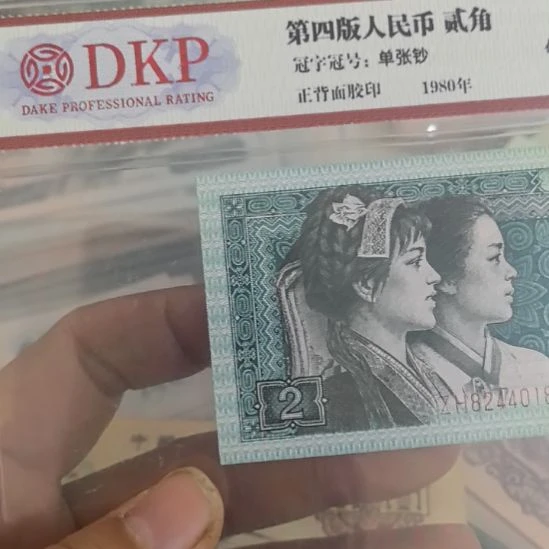 DKP
DAKE PROFESSIONAL RATING
第四版人民币 贰角
冠字冠号：单张钞
正背面胶印 1980年
2
ZH8244018